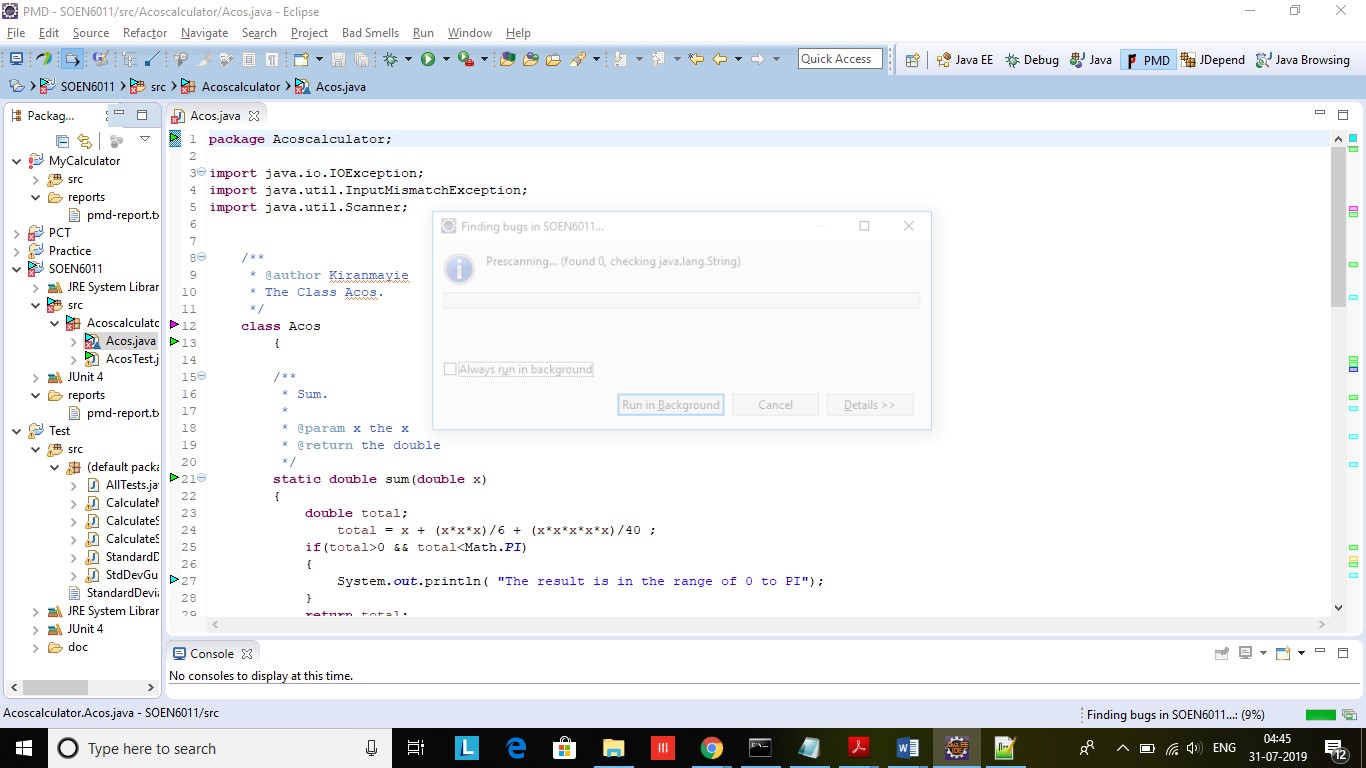 PMD - SOEN6011/src/Acoscalculator/Acos.java - Eclipse
File Edit Source Refactor Navigate Search Project Bad Smells Run Window Help
Quick Access
Java EE Debug Java PMD JDepend Java Browsing
SOEN6011 src Acoscalculator Acos.java
Packag...
MyCalculator
src
reports
pmd-report.tx
PCT
Practice
SOEN6011
JRE System Librar
src
Acoscalculato
Acos.java
AcosTest.j
JUnit 4
reports
pmd-report.tx
Test
src
(default packa
AllTests.ja
CalculateM
CalculateS
CalculateS
StandardD
StdDevGu
StandardDevia
JRE System Librar
JUnit 4
doc
Acos.java
1 package Acoscalculator;
2
3 import java.io.IOException;
4 import java.util.InputMismatchException;
5 import java.util.Scanner;
6
7
8 /**
9 * @author Kiranmayie
10 * The Class Acos.
11 */
12 class Acos
13 {
14
15 /**
16 * Sum.
17 *
18 * @param x the x
19 * @return the double
20 */
21 static double sum(double x)
22 {
23 double total;
24 total = x + (x*x*x)/6 + (x*x*x*x*x)/40 ;
25 if(total>0 && total<Math.PI)
26 {
27 System.out.println( "The result is in the range of 0 to PI");
28 }
29 return total;
Finding bugs in SOEN6011...
Prescanning... (found 0, checking java.lang.String)
Always run in background
Run in Background Cancel Details >>
Console
No consoles to display at this time.
Acoscalculator.Acos.java - SOEN6011/src
Finding bugs in SOEN6011...: (9%)
Type here to search
L
ENG
04:45
31-07-2019
12